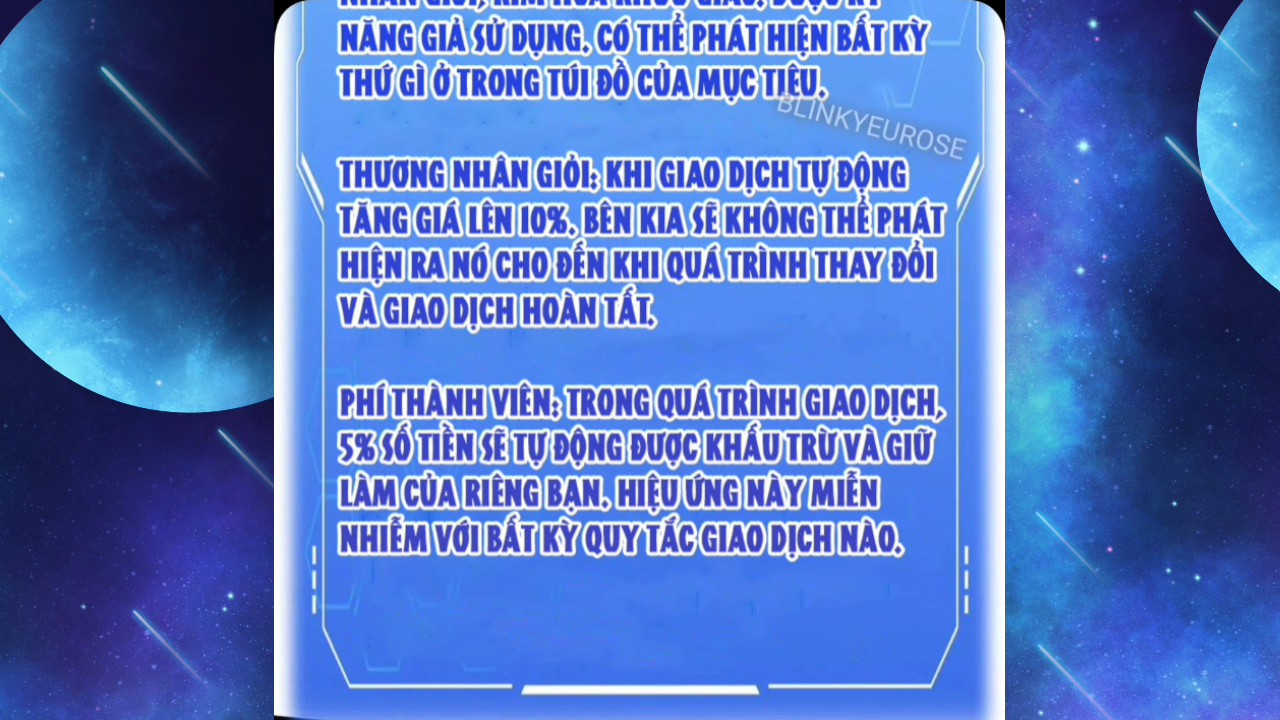 NĂNG GIẢ SỬ DỤNG. CÓ THỂ PHÁT HIỆN BẤT KỲ
THỨ GÌ Ở TRONG TÚI ĐỒ CỦA MỤC TIÊU.
BLINKYEUROSE
THƯƠNG NHÂN GIỎI: KHI GIAO DỊCH TỰ ĐỘNG
TĂNG GIÁ LÊN 10%. BÊN KIA SẼ KHÔNG THỂ PHÁT
HIỆN RA NÓ CHO ĐẾN KHI QUÁ TRÌNH THAY ĐỔI
VÀ GIAO DỊCH HOÀN TẤT.
PHÍ THÀNH VIÊN: TRONG QUÁ TRÌNH GIAO DỊCH,
5% SỐ TIỀN SẼ TỰ ĐỘNG ĐƯỢC KHẤU TRỪ VÀ GIỮ
LÀM CỦA RIÊNG BẠN. HIỆU ỨNG NÀY MIỄN
NHIỄM VỚI BẤT KỲ QUY TẮC GIAO DỊCH NÀO.